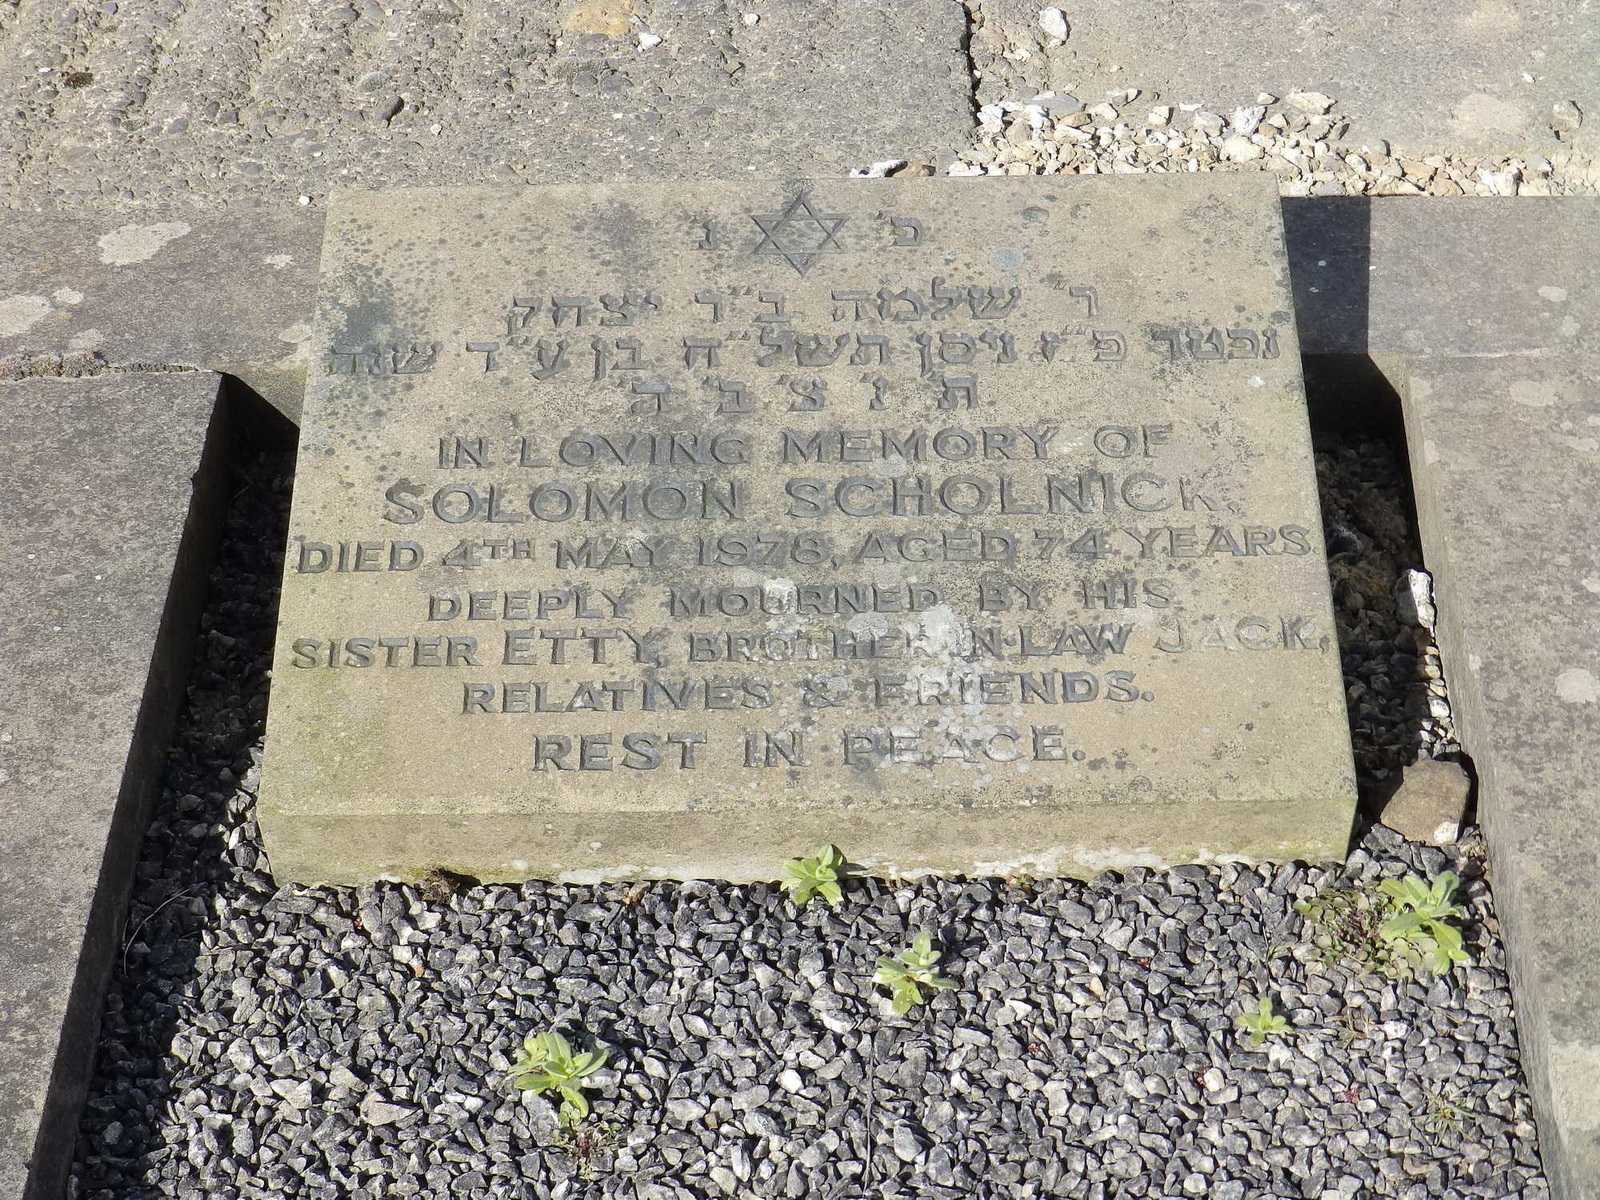 פ' נ'
ר' שלמה ב"ר יצחק
נפטר כ"ז ניסן תשל"ח בן ע"ד שנה
ת' נ' צ' ב' ה'
IN LOVING MEMORY OF
SOLOMON SCHOLNICK,
DIED 4TH MAY 1978, AGED 74 YEARS.
DEEPLY MOURNED BY HIS
SISTER ETTY, BROTHER-IN-LAW JACK,
RELATIVES & FRIENDS.
REST IN PEACE.